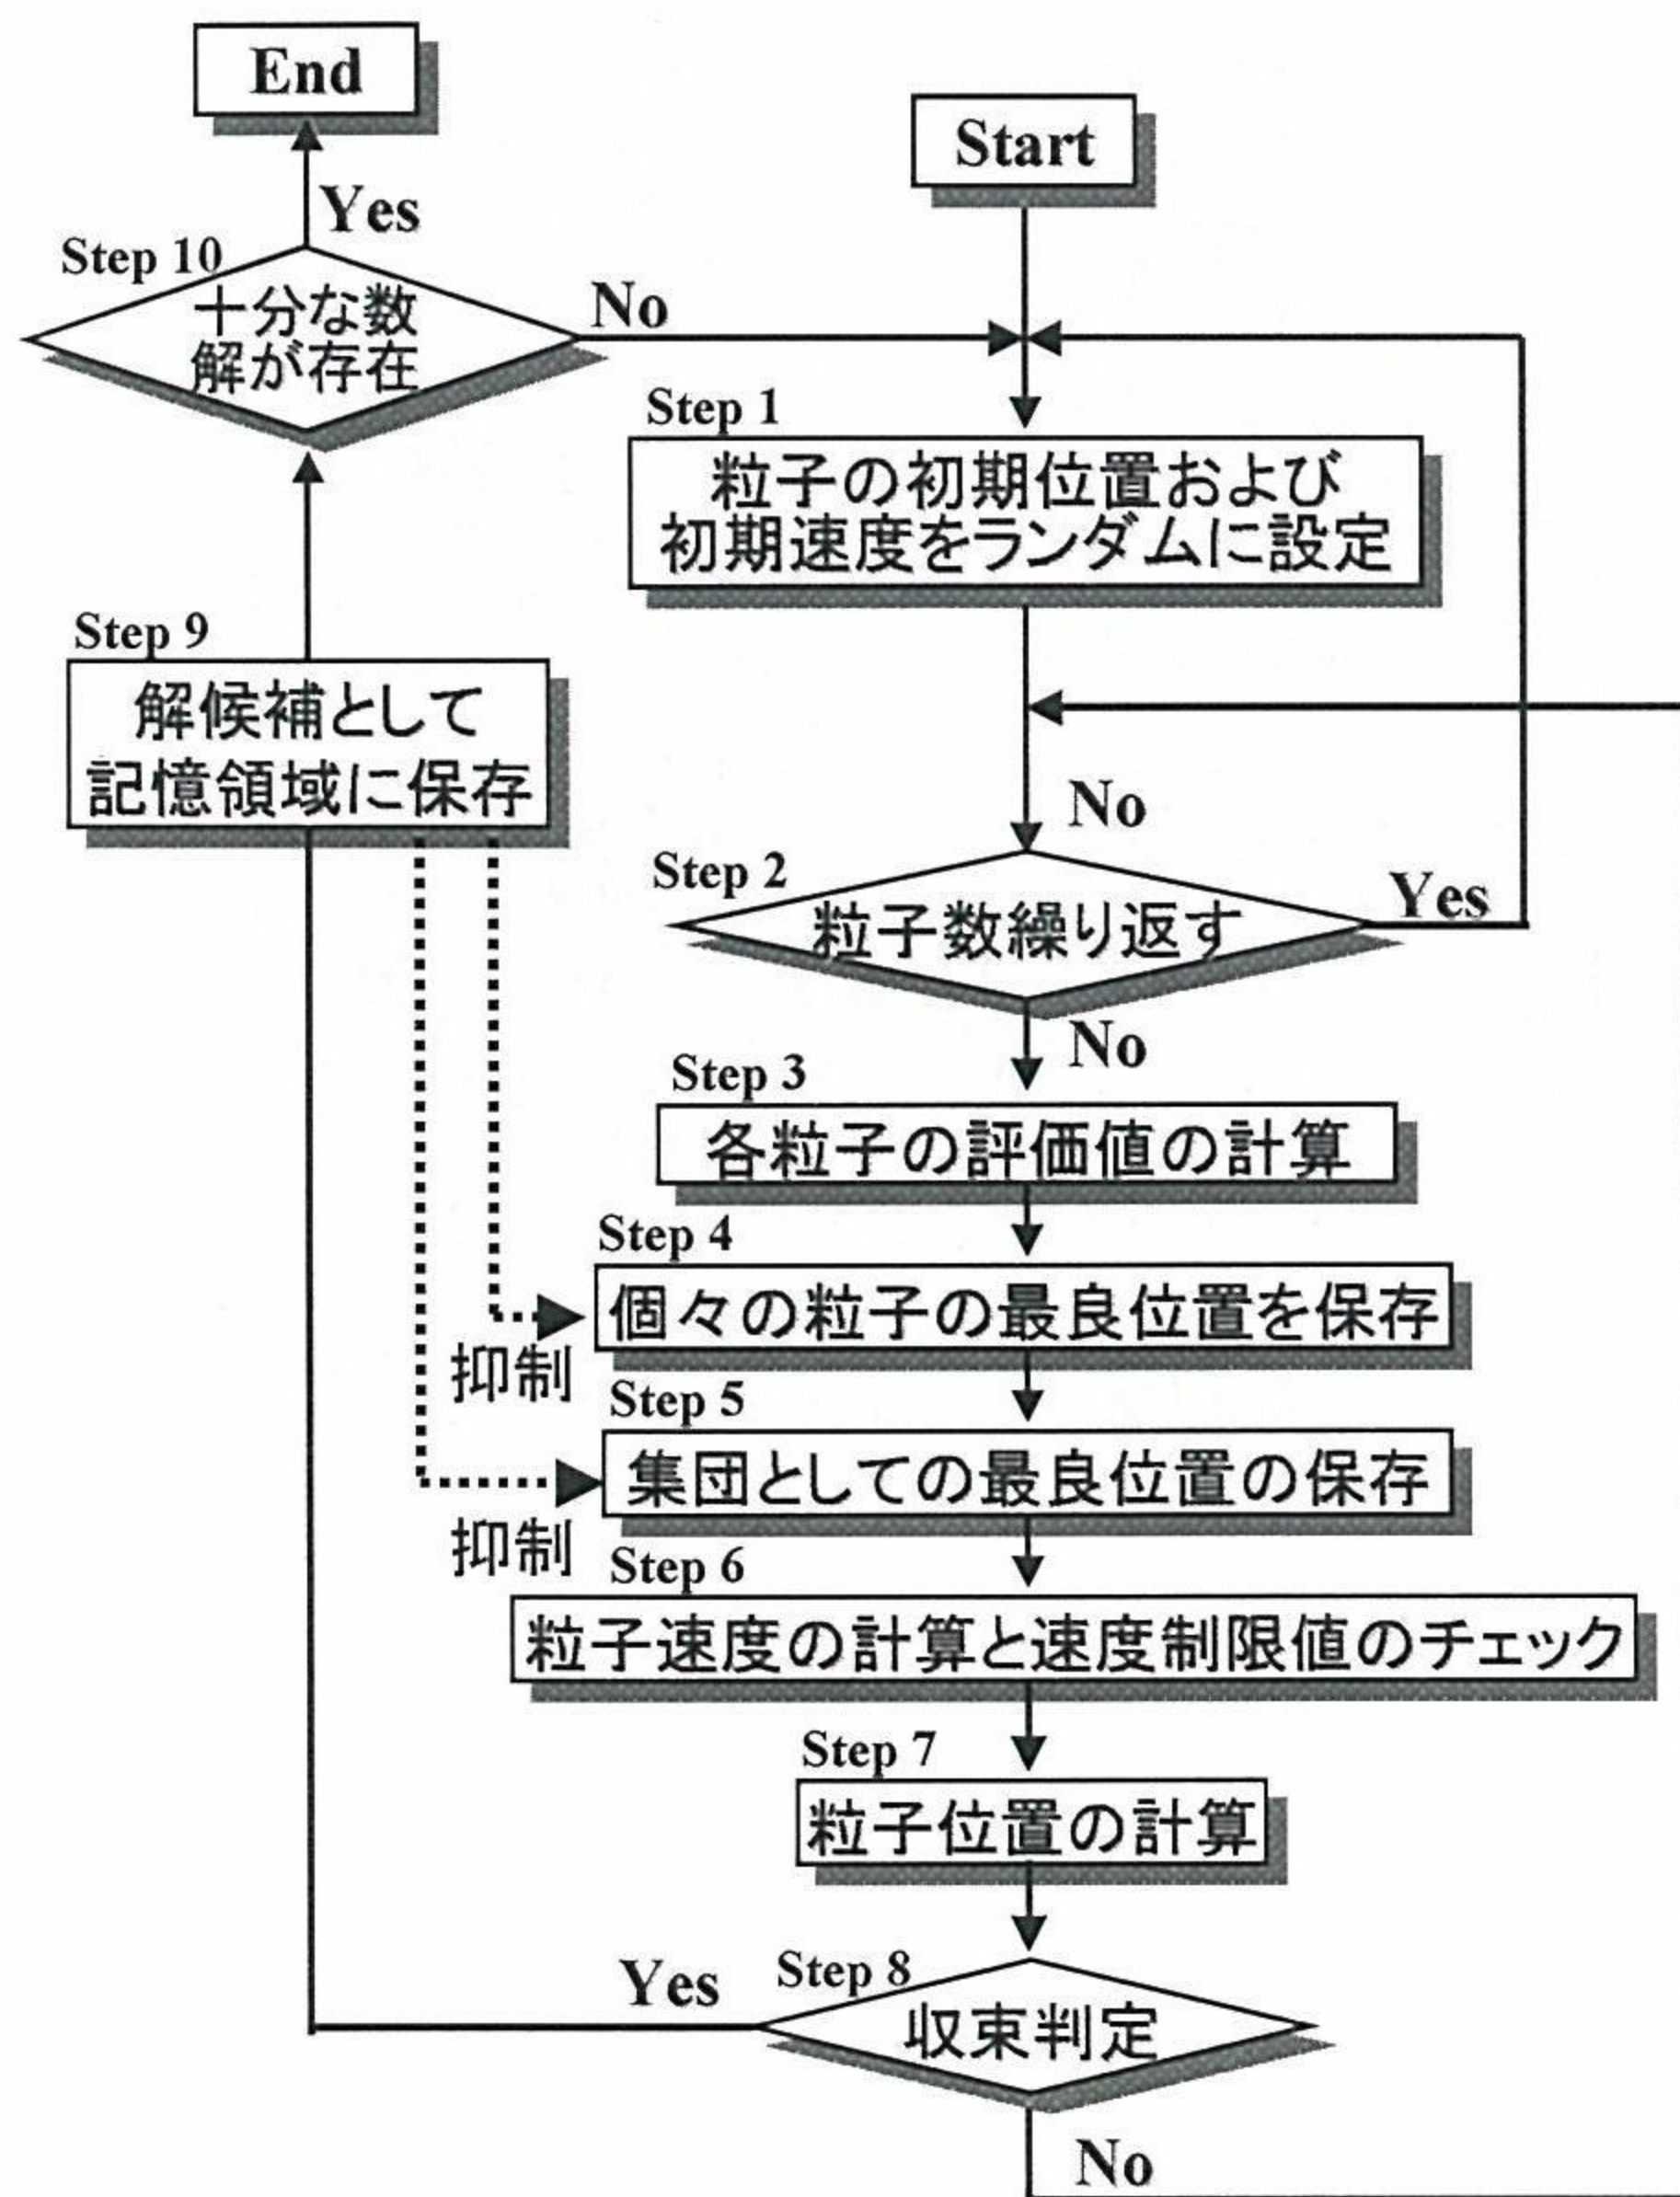 End
Start
Yes
Step 10
十分な数
解が存在
No
Step 1
粒子の初期位置および
初期速度をランダムに設定
Step 9
解候補として
記憶領域に保存
No
Step 2
粒子数繰り返す
Yes
No
Step 3
各粒子の評価値の計算
Step 4
個々の粒子の最良位置を保存
抑制
Step 5
集団としての最良位置の保存
抑制
Step 6
粒子速度の計算と速度制限値のチェック
Step 7
粒子位置の計算
Yes
Step 8
収束判定
No